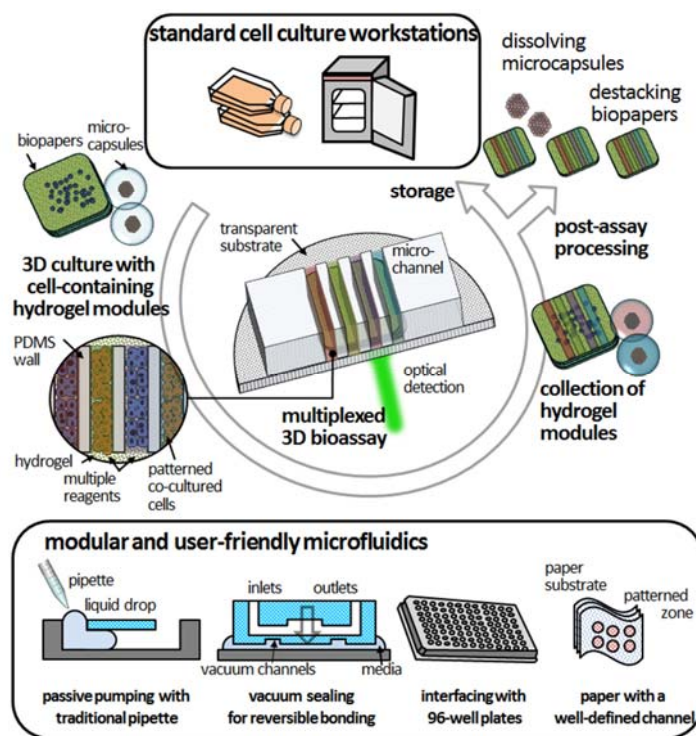 standard cell culture workstations
dissolving
microcapsules
destacking
biopapers
micro-
capsules
biopapers
storage
post-assay
processing
transparent
substrate
micro-
channel
3D culture with
cell-containing
hydrogel modules
PDMS
wall
optical
detection
collection of
hydrogel
modules
multiplexed
3D bioassay
hydrogel
multiple
reagents
patterned
co-cultured
cells
modular and user-friendly microfluidics
pipette
liquid drop
inlets
outlets
vacuum channels
media
paper
substrate
patterned
zone
passive pumping with
traditional pipette
vacuum sealing
for reversible bonding
interfacing with
96-well plates
paper with a
well-defined channel